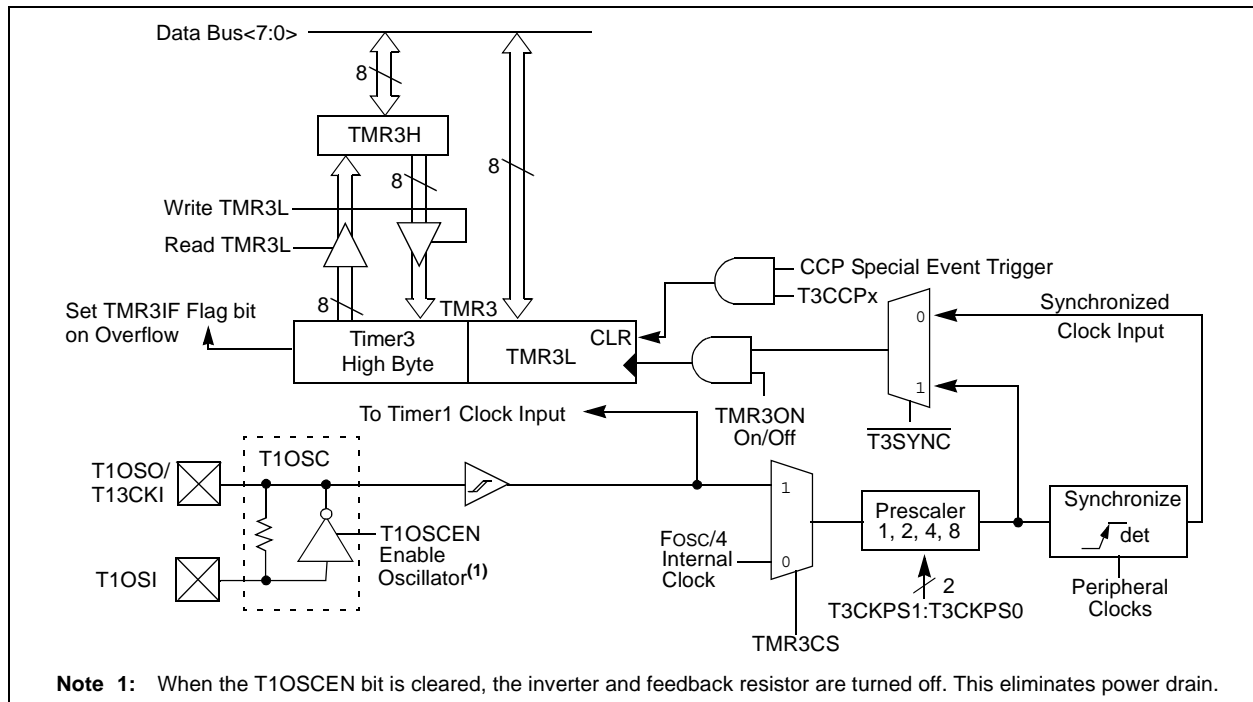 Data Bus<7:0>
8
TMR3H
8
8
Write TMR3L
Read TMR3L
CCP Special Event Trigger
T3CCPx
8
TMR3
Set TMR3IF Flag bit
on Overflow
Timer3
High Byte
TMR3L
CLR
0
Synchronized
Clock Input
1
To Timer1 Clock Input
TMR3ON
On/Off
T3SYNC
T1OSO/
T13CKI
T1OSC
1
Prescaler
1, 2, 4, 8
Synchronize
det
T1OSCEN
Enable
Oscillator(1)
FOSC/4
Internal
Clock
0
T1OSI
2
T3CKPS1:T3CKPS0
Peripheral
Clocks
TMR3CS
Note 1: When the T1OSCEN bit is cleared, the inverter and feedback resistor are turned off. This eliminates power drain.